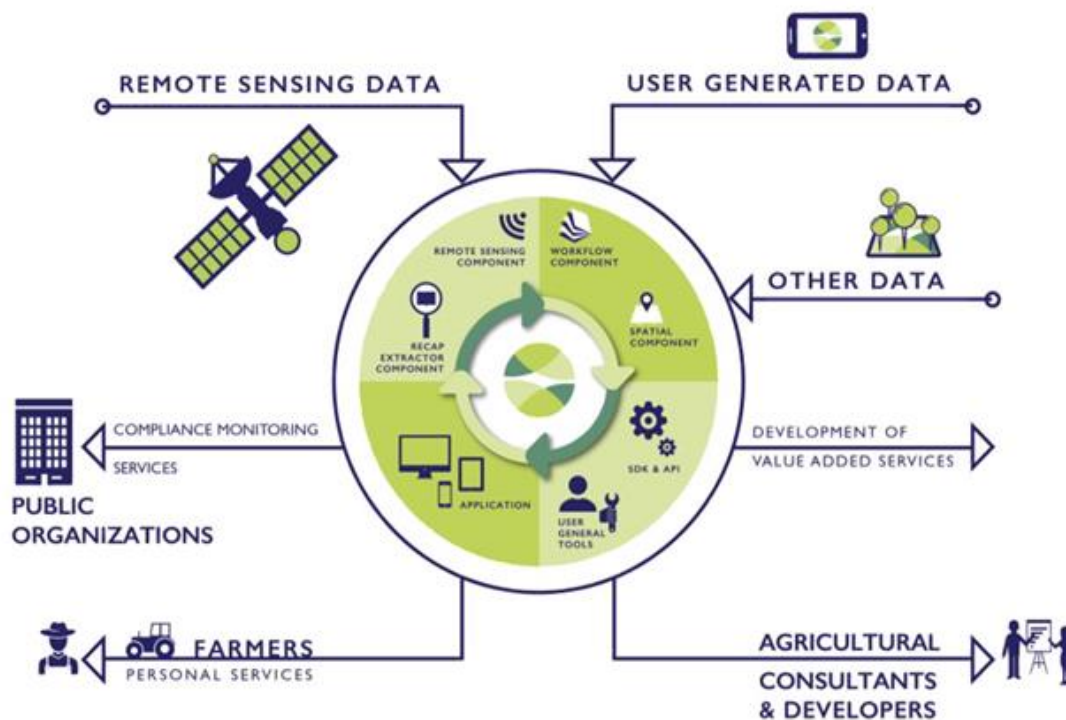 REMOTE SENSING DATA
USER GENERATED DATA
REMOTE SENSING
COMPONENT
WORKFLOW
COMPONENT
OTHER DATA
RECAP
EXTRACTOR
COMPONENT
SPATIAL
COMPONENT
COMPLIANCE MONITORING
SERVICES
PUBLIC
ORGANIZATIONS
APPLICATION
SDK & API
USER
GENERAL
TOOLS
DEVELOPMENT OF
VALUE ADDED SERVICES
FARMERS
PERSONAL SERVICES
AGRICULTURAL
CONSULTANTS
& DEVELOPERS